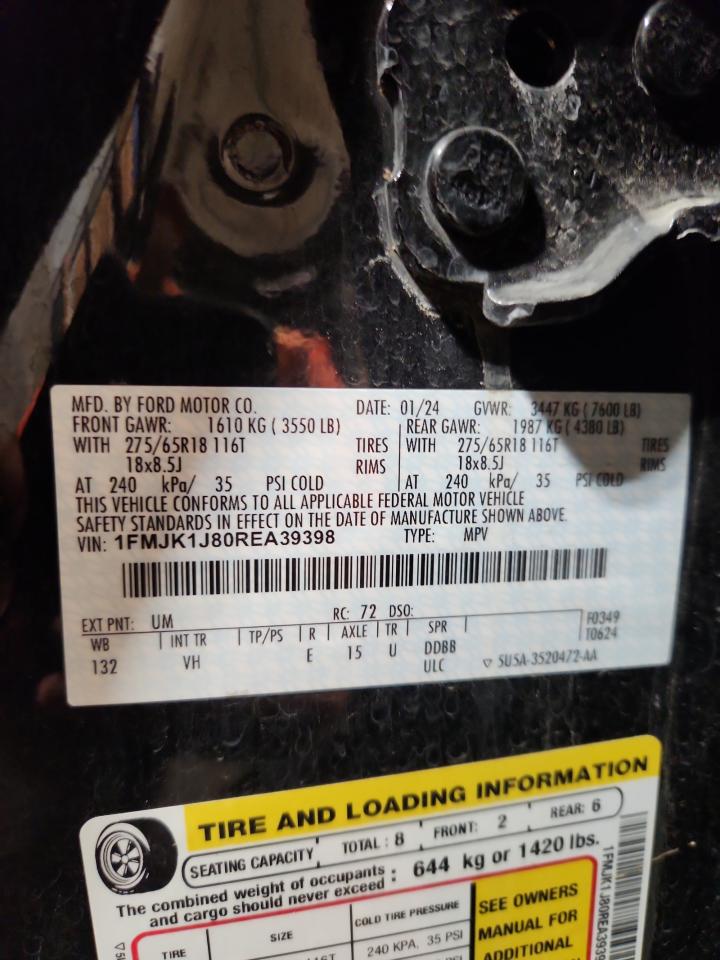 MFD. BY FORD MOTOR CO. DATE: 01/24 GVWR: 3447 KG ( 7600 LB)
FRONT GAWR: 1610 KG ( 3550 LB) REAR GAWR: 1987 KG ( 4380 LB)
WITH 275/65R18 116T TIRES WITH 275/65R18 116T TIRES
18x8.5J RIMS 18x8.5J RIMS
AT 240 kPa/ 35 PSI COLD AT 240 kPa/ 35 PSI COLD
THIS VEHICLE CONFORMS TO ALL APPLICABLE FEDERAL MOTOR VEHICLE
SAFETY STANDARDS IN EFFECT ON THE DATE OF MANUFACTURE SHOWN ABOVE.
VIN: 1FMJK1J80REA39398 TYPE: MPV
EXT PNT: UM RC: 72 DSO: F0349
WB INT TR TP/PS R AXLE TR SPR T0624
132 VH E 15 U DDBB
ULC ▽ 5U5A-3520472-AA
TIRE AND LOADING INFORMATION
SEATING CAPACITY TOTAL : 8 FRONT: 2 REAR: 6
The combined weight of occupants : 644 kg or 1420 lbs.
and cargo should never exceed
TIRE SIZE COLD TIRE PRESSURE SEE OWNERS
240 KPA, 35 PSI MANUAL FOR
ADDITIONAL